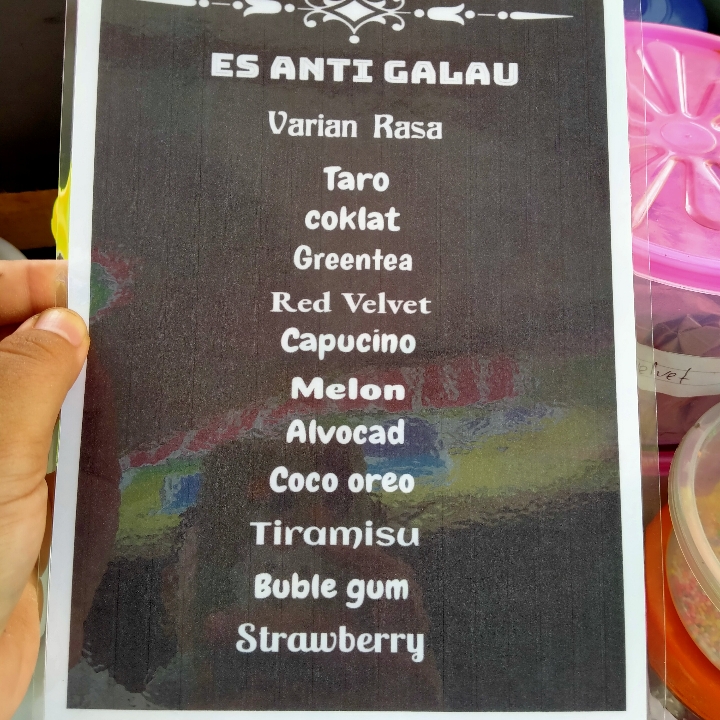 ES ANTI GALAU
Varian Rasa
Taro
coklat
Greentea
Red Velvet
Capucino
Melon
Alvocad
Coco oreo
Tiramisu
Buble gum
Strawberry